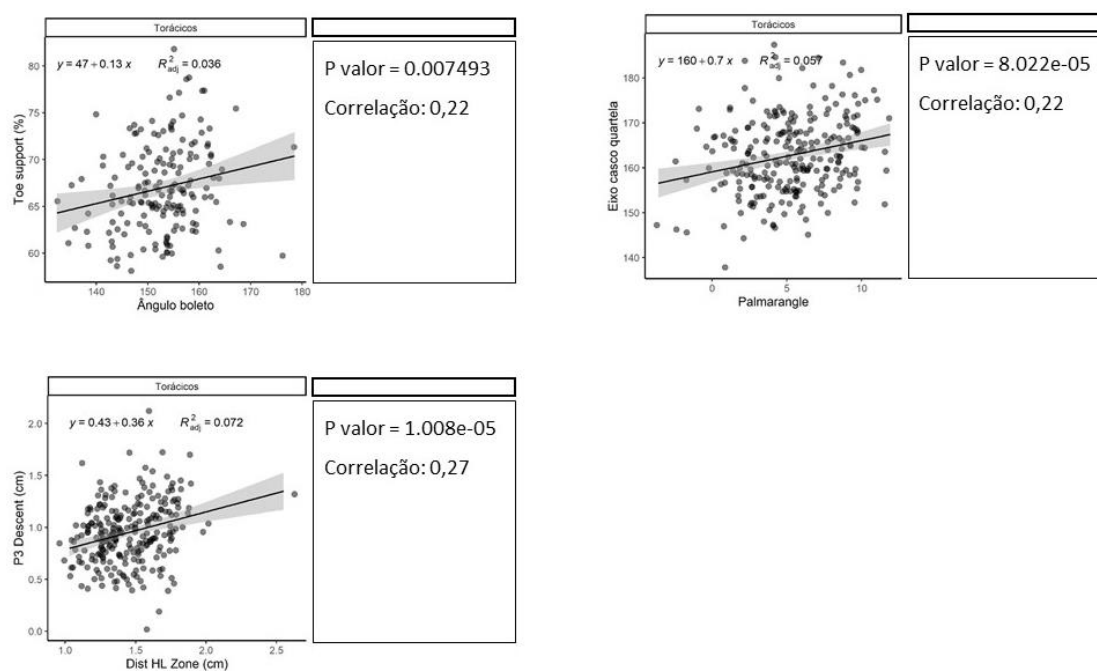 Torácicos
y = 47 + 0.13 x R²adj = 0.036
80
75
70
65
60
Toe support (%)
140 150 160 170 180
Ângulo boleto
P valor = 0.007493
Correlação: 0,22
Torácicos
y = 160 + 0.7 x R²adj = 0.057
180
170
160
150
140
Eixo casco quartela
0 5 10
Palmarangle
P valor = 8.022e-05
Correlação: 0,22
Torácicos
y = 0.43 + 0.36 x R²adj = 0.072
2.0
1.5
1.0
0.5
0.0
P3 Descent (cm)
1.0 1.5 2.0 2.5
Dist HL Zone (cm)
P valor = 1.008e-05
Correlação: 0,27